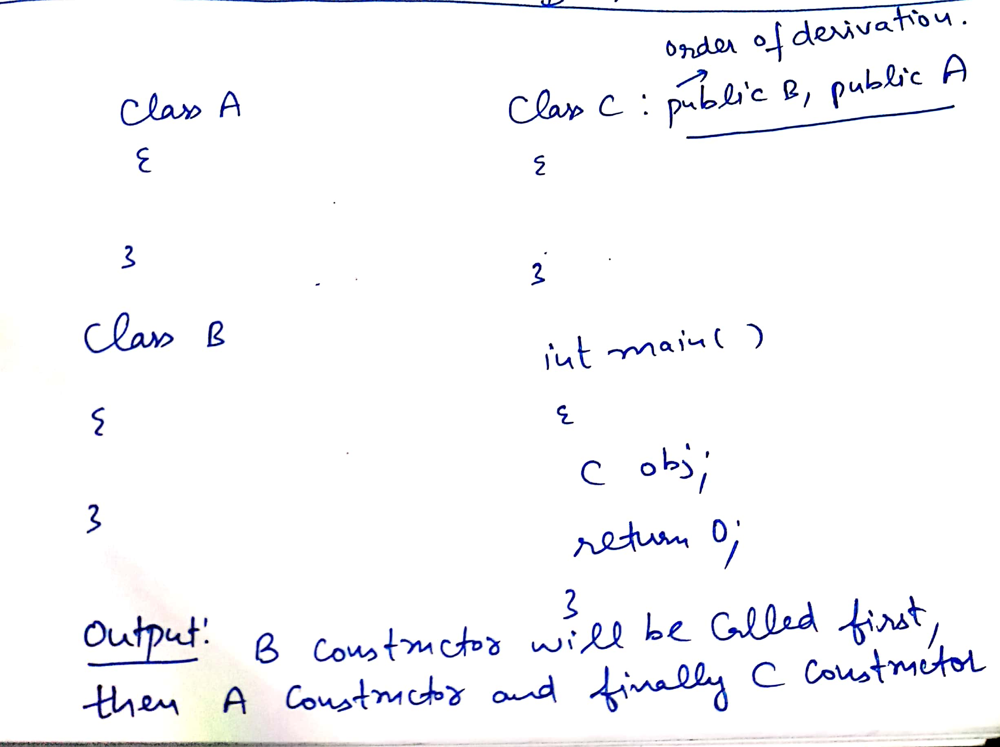 Class A
{
}
Class B
{
}
order of derivation.
Class C : public B, public A
{
}
int main( )
{
C obj;
return 0;
}
Output: B constructor will be Called first,
then A Constructor and finally C Constructor